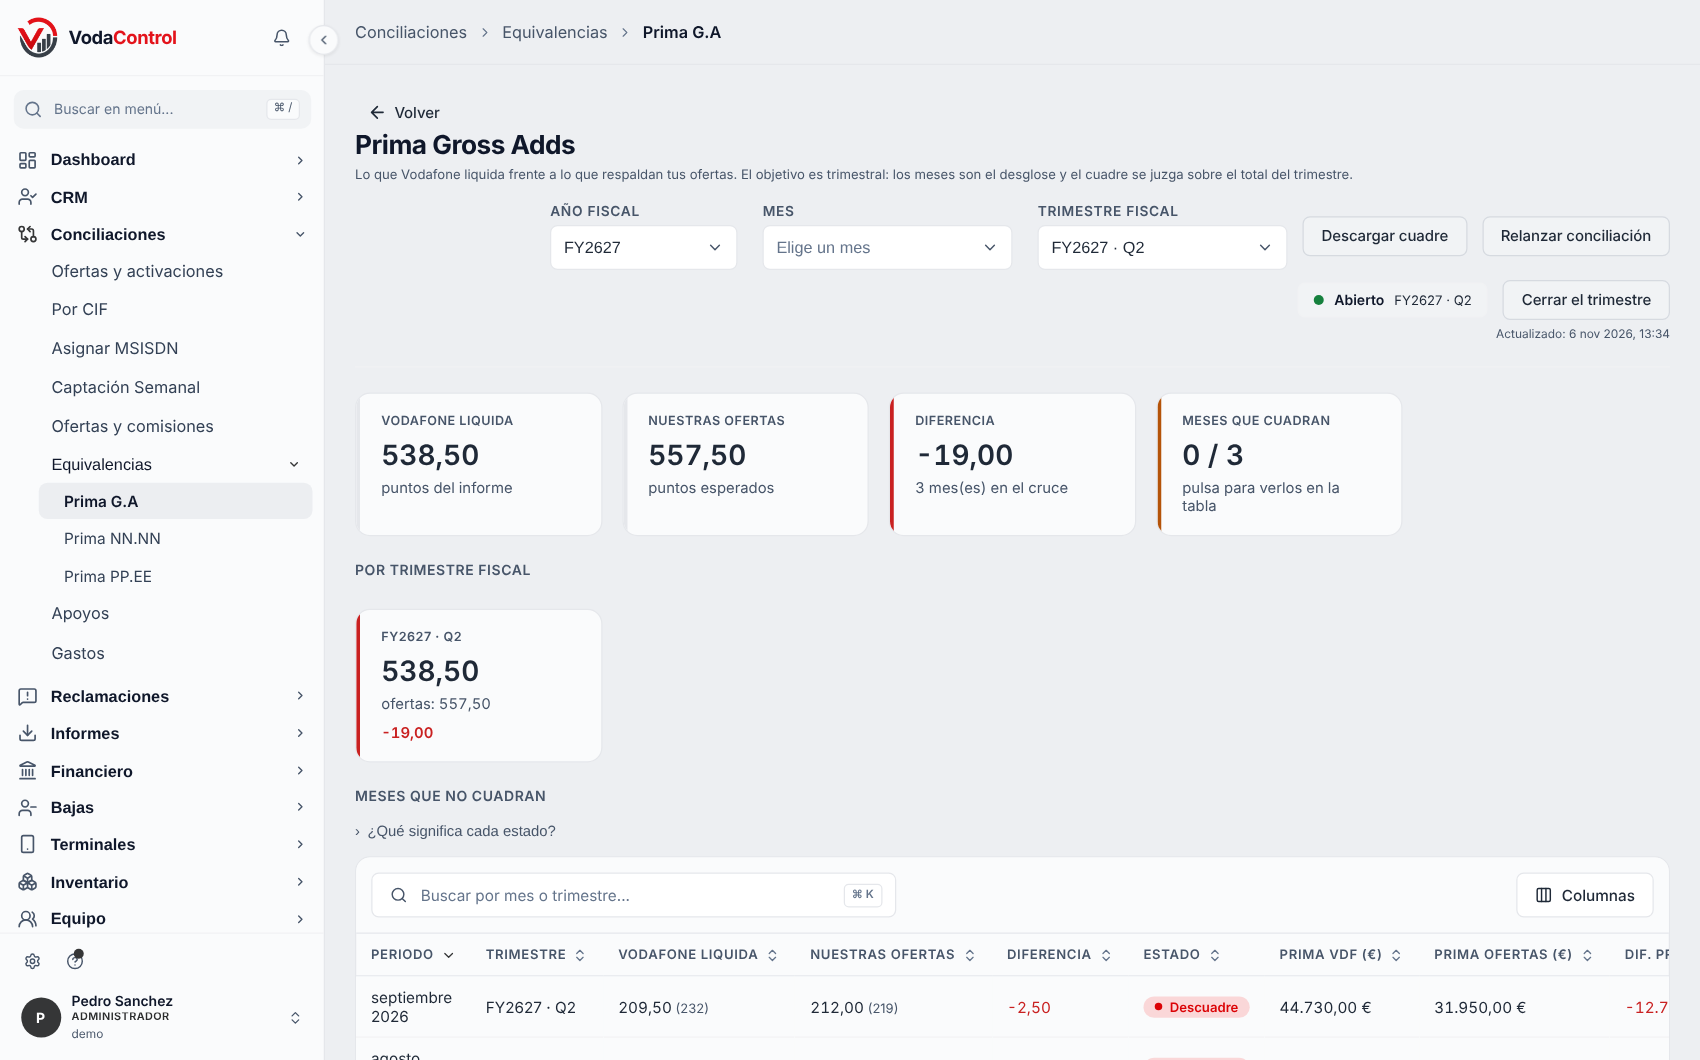 VodaControl
Buscar en menú...
⌘ /
Dashboard
CRM
Conciliaciones
Ofertas y activaciones
Por CIF
Asignar MSISDN
Captación Semanal
Ofertas y comisiones
Equivalencias
Prima G.A
Prima NN.NN
Prima PP.EE
Apoyos
Gastos
Reclamaciones
Informes
Financiero
Bajas
Terminales
Inventario
Equipo
P
Pedro Sanchez
ADMINISTRADOR
demo
Conciliaciones > Equivalencias > Prima G.A
← Volver
Prima Gross Adds
Lo que Vodafone liquida frente a lo que respaldan tus ofertas. El objetivo es trimestral: los meses son el desglose y el cuadre se juzga sobre el total del trimestre.
AÑO FISCAL MES TRIMESTRE FISCAL
FY2627 Elige un mes FY2627 · Q2 Descargar cuadre Relanzar conciliación
Abierto FY2627 · Q2 Cerrar el trimestre
Actualizado: 6 nov 2026, 13:34
VODAFONE LIQUIDA
538,50
puntos del informe
NUESTRAS OFERTAS
557,50
puntos esperados
DIFERENCIA
-19,00
3 mes(es) en el cruce
MESES QUE CUADRAN
0 / 3
pulsa para verlos en la
tabla
POR TRIMESTRE FISCAL
FY2627 · Q2
538,50
ofertas: 557,50
-19,00
MESES QUE NO CUADRAN
› ¿Qué significa cada estado?
Buscar por mes o trimestre... ⌘ K Columnas
PERIODO TRIMESTRE VODAFONE LIQUIDA NUESTRAS OFERTAS DIFERENCIA ESTADO PRIMA VDF (€) PRIMA OFERTAS (€) DIF.
septiembre
2026 FY2627 · Q2 209,50 (232) 212,00 (219) -2,50 Descuadre 44.730,00 € 31.950,00 € -12.7
agosto